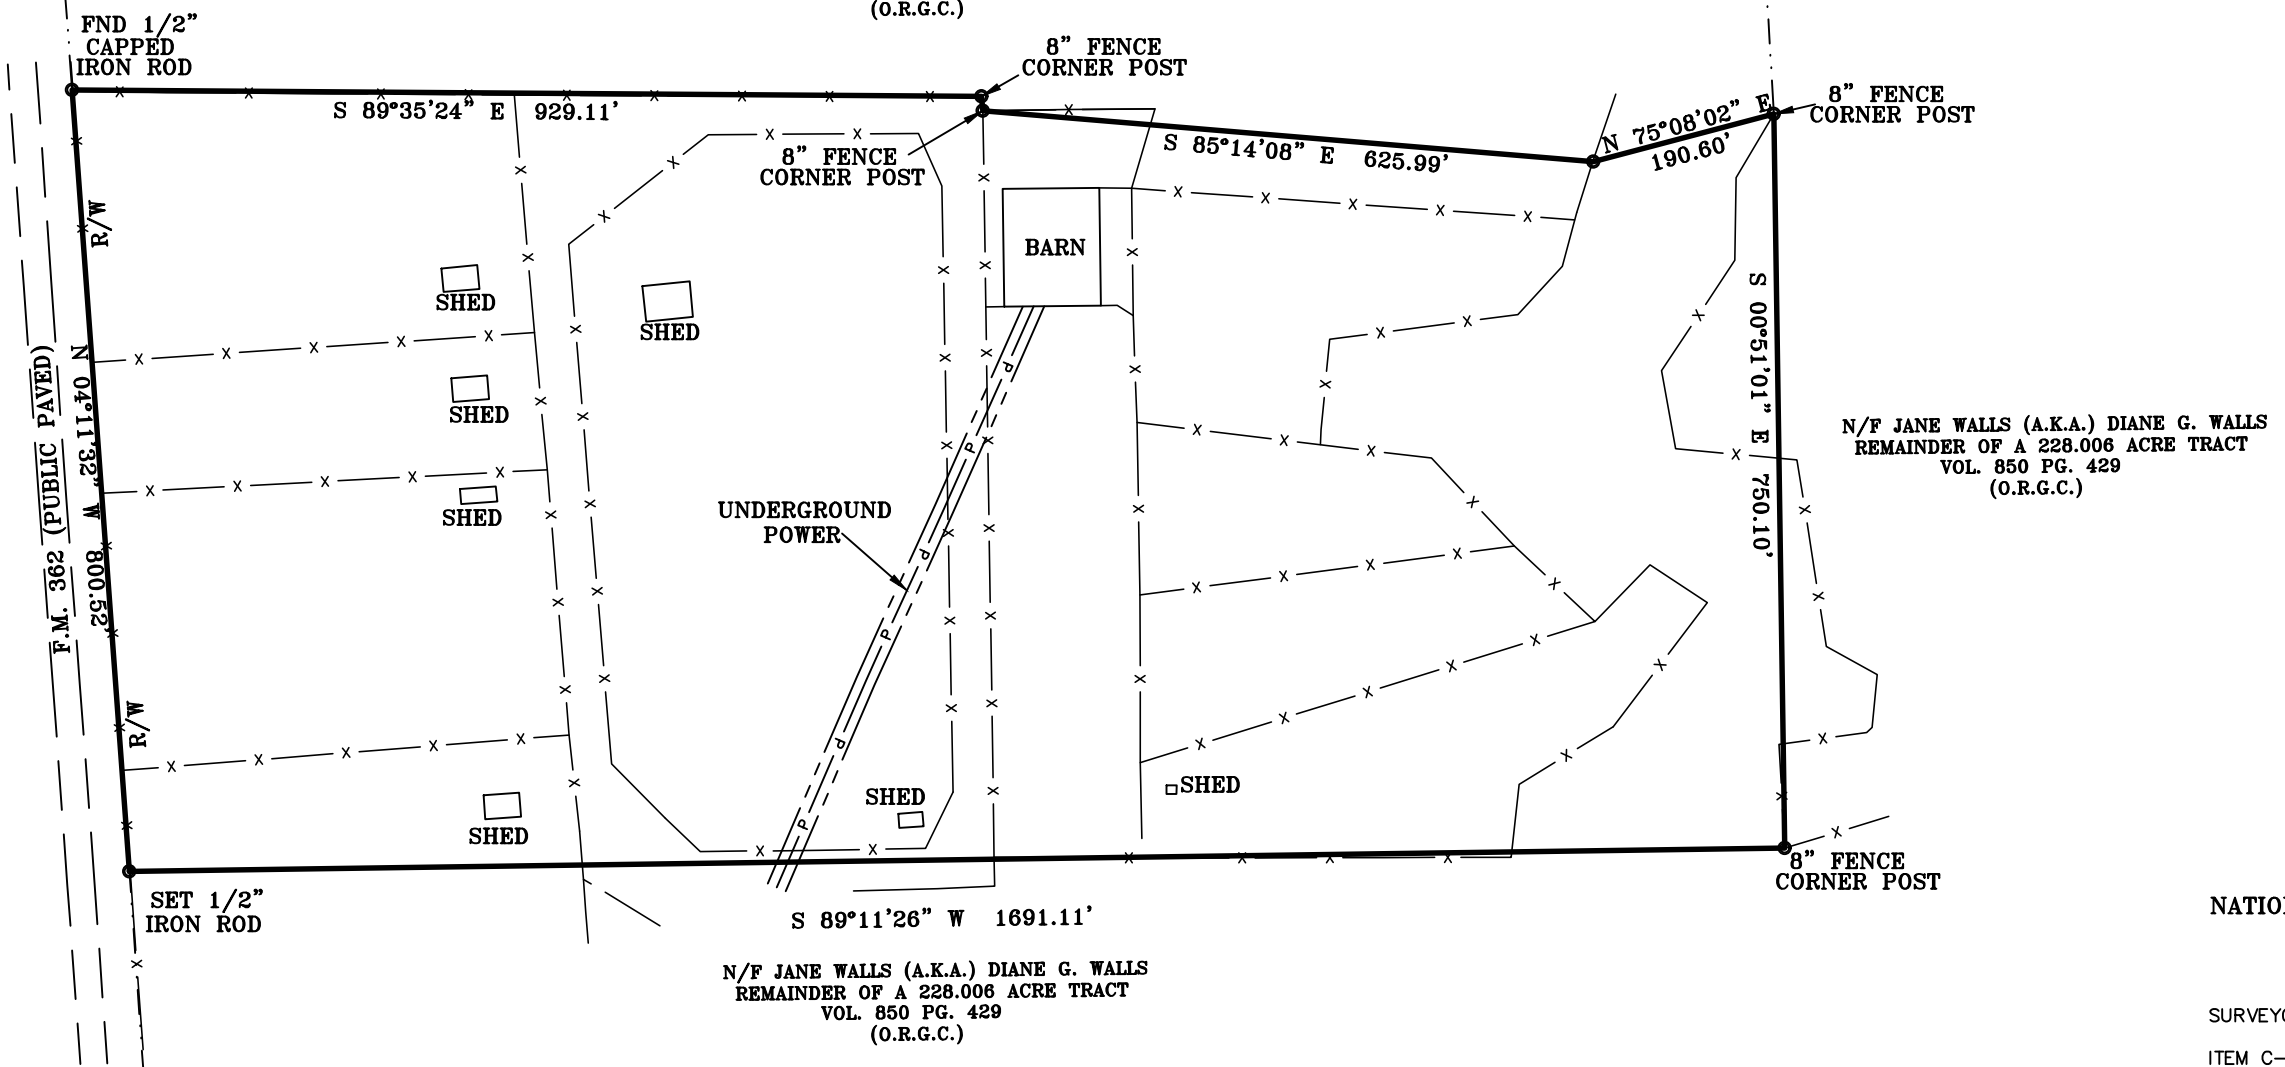 (O.R.G.C.)
FND 1/2”
CAPPED
IRON ROD
8” FENCE
CORNER POST
8” FENCE
CORNER POST
S 89°35’24” E 929.11’
N 75°08’02” E
190.60’
S 85°14’08” E 625.99’
8” FENCE
CORNER POST
R/W
BARN
SHED
SHED
S 00°51’01” E 750.10’
F.M. 362 (PUBLIC PAVED)
N 04°11’32” W 800.52’
SHED
N/F JANE WALLS (A.K.A.) DIANE G. WALLS
REMAINDER OF A 228.006 ACRE TRACT
VOL. 850 PG. 429
(O.R.G.C.)
SHED
UNDERGROUND
POWER
P
P
P
P
P
P
R/W
SHED
SHED
SHED
8” FENCE
CORNER POST
SET 1/2”
IRON ROD
S 89°11’26” W 1691.11’
N/F JANE WALLS (A.K.A.) DIANE G. WALLS
REMAINDER OF A 228.006 ACRE TRACT
VOL. 850 PG. 429
(O.R.G.C.)
ITEM C-